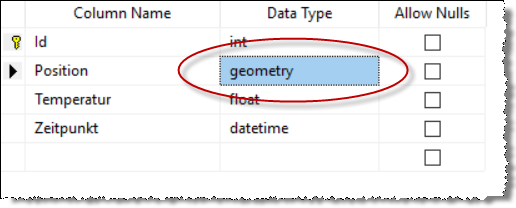 Column Name Data Type Allow Nulls
Id int
Position geometry
Temperatur float
Zeitpunkt datetime